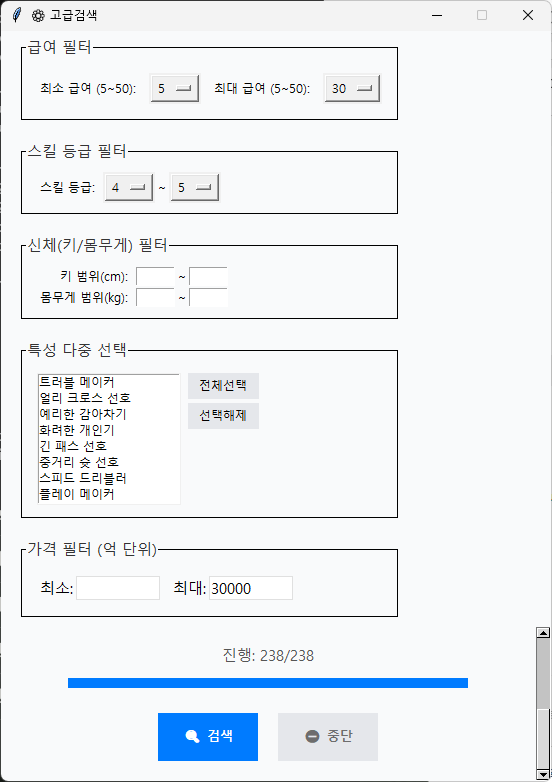 고급검색
급여 필터
최소 급여 (5~50): 5 최대 급여 (5~50): 30
스킬 등급 필터
스킬 등급: 4 ~ 5
신체(키/몸무게) 필터
키 범위(cm): ~
몸무게 범위(kg): ~
특성 다중 선택
트러블 메이커
얼리 크로스 선호
예리한 감아차기
화려한 개인기
긴 패스 선호
중거리 슛 선호
스피드 드리블러
플레이 메이커
전체선택
선택해제
가격 필터 (억 단위)
최소: 최대: 30000
진행: 238/238
검색 중단